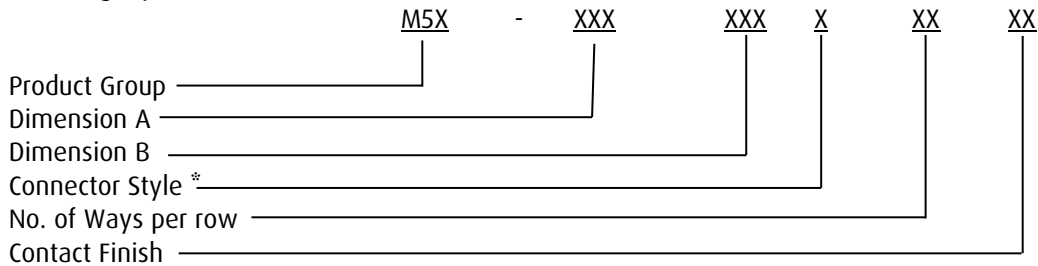 M5X - XXX XXX X XX XX
Product Group
Dimension A
Dimension B
Connector Style *
No. of Ways per row
Contact Finish